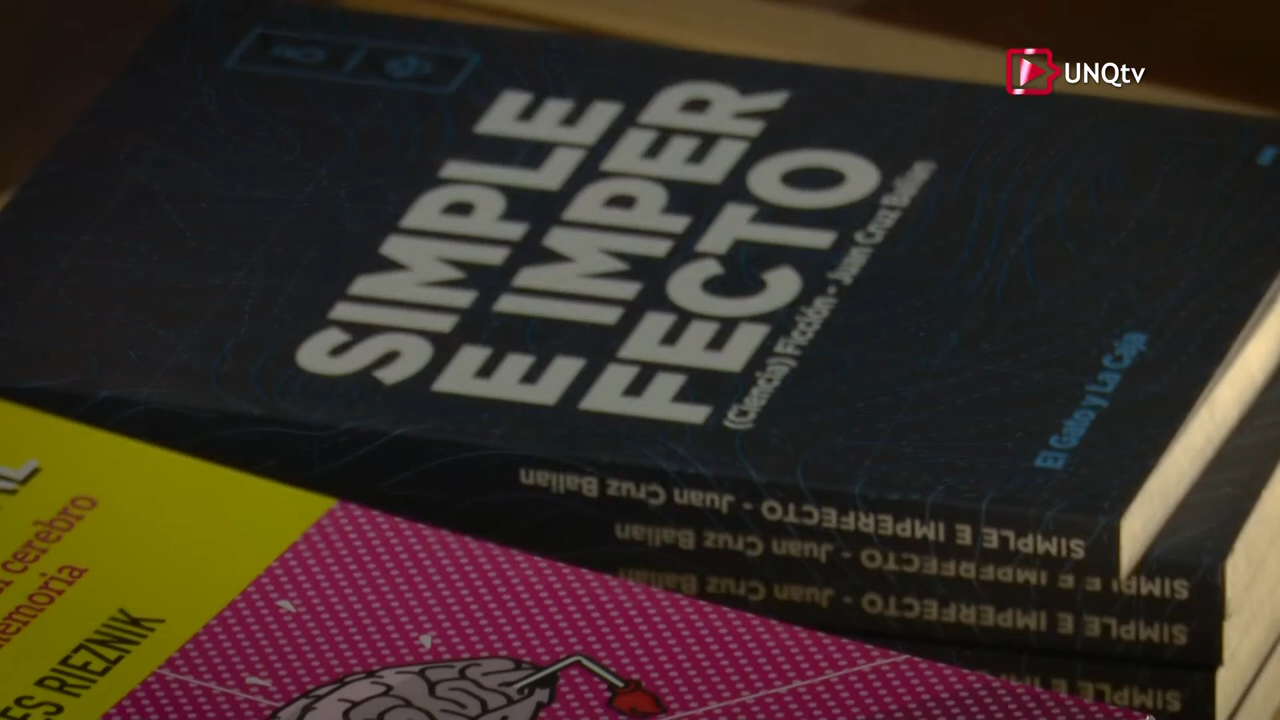 UNQtv
SIMPLE
E IMPER
FECTO
((Ciencia) Ficción - Juan Cruz Balian
El Gato y La Caja
SIMPLE E IMPERFECTO - Juan Cruz Balian
SIMPLE E IMPERFECTO - Juan Cruz Balian
SIMPLE E IMPERFECTO - Juan Cruz Balian
SIMPLE E
cerebro
RIEZNIK